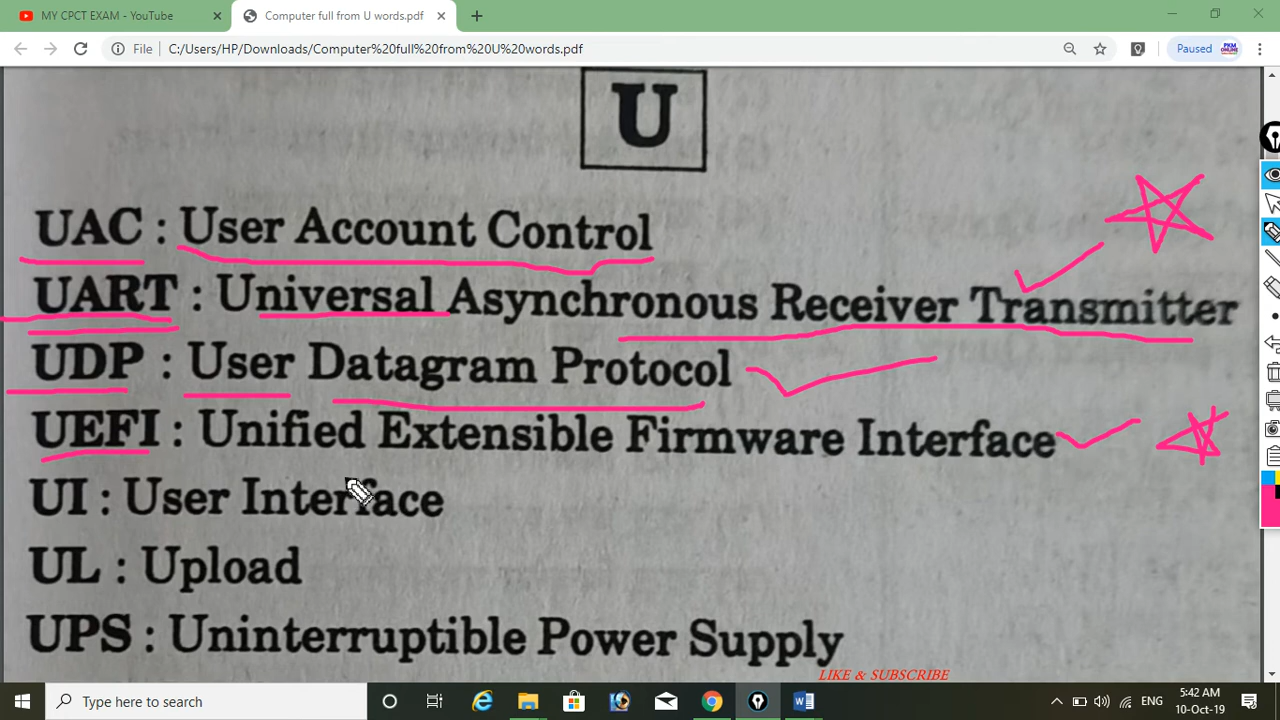 MY CPCT EXAM - YouTube
Computer full from U words.pdf
File C:/Users/HP/Downloads/Computer%20full%20from%20U%20words.pdf
Paused
PKM ONLINE
U
UAC : User Account Control
UART : Universal Asynchronous Receiver Transmitter
UDP : User Datagram Protocol
UEFI : Unified Extensible Firmware Interface
UI : User Interface
UL : Upload
UPS : Uninterruptible Power Supply
LIKE & SUBSCRIBE
Type here to search
ENG
5:42 AM
10-Oct-19